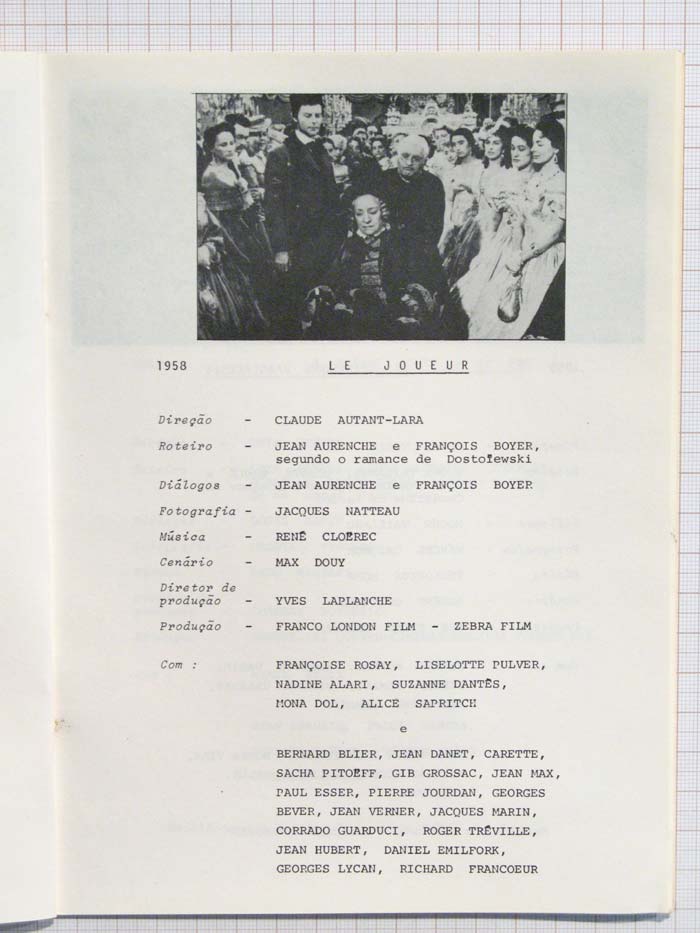 1958 LE JOUEUR
Direção - CLAUDE AUTANT-LARA
Roteiro - JEAN AURENCHE e FRANÇOIS BOYER,
segundo o ramance de Dostoïewski
Diálogos - JEAN AURENCHE e FRANÇOIS BOYER
Fotografia - JACQUES NATTEAU
Música - RENÊ CLOËREC
Cenário - MAX DOUY
Diretor de
produção - YVES LAPLANCHE
Produção - FRANCO LONDON FILM - ZEBRA FILM
Com : FRANÇOISE ROSAY, LISELOTTE PULVER,
NADINE ALARI, SUZANNE DANTÊS,
MONA DOL, ALICE SAPRITCH
e
BERNARD BLIER, JEAN DANET, CARETTE,
SACHA PITOËFF, GIB GROSSAC, JEAN MAX,
PAUL ESSER, PIERRE JOURDAN, GEORGES
BEVER, JEAN VERNER, JACQUES MARIN,
CORRADO GUARDUCI, ROGER TRÉVILLE,
JEAN HUBERT, DANIEL EMILFORK,
GEORGES LYCAN, RICHARD FRANCOEUR